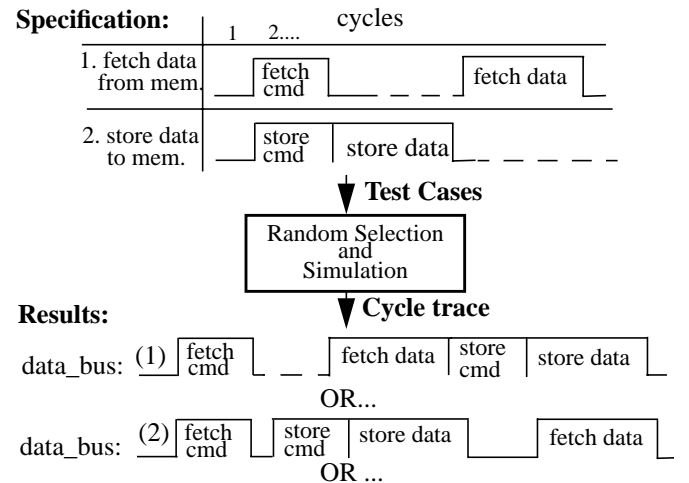 Specification: cycles
1 2....
1. fetch data from mem.
fetch cmd
fetch data
2. store data to mem.
store cmd
store data
Test Cases
Random Selection
and
Simulation
Cycle trace
Results:
data_bus: (1) fetch cmd fetch data store cmd store data
OR...
data_bus: (2) fetch cmd store cmd store data fetch data
OR ...